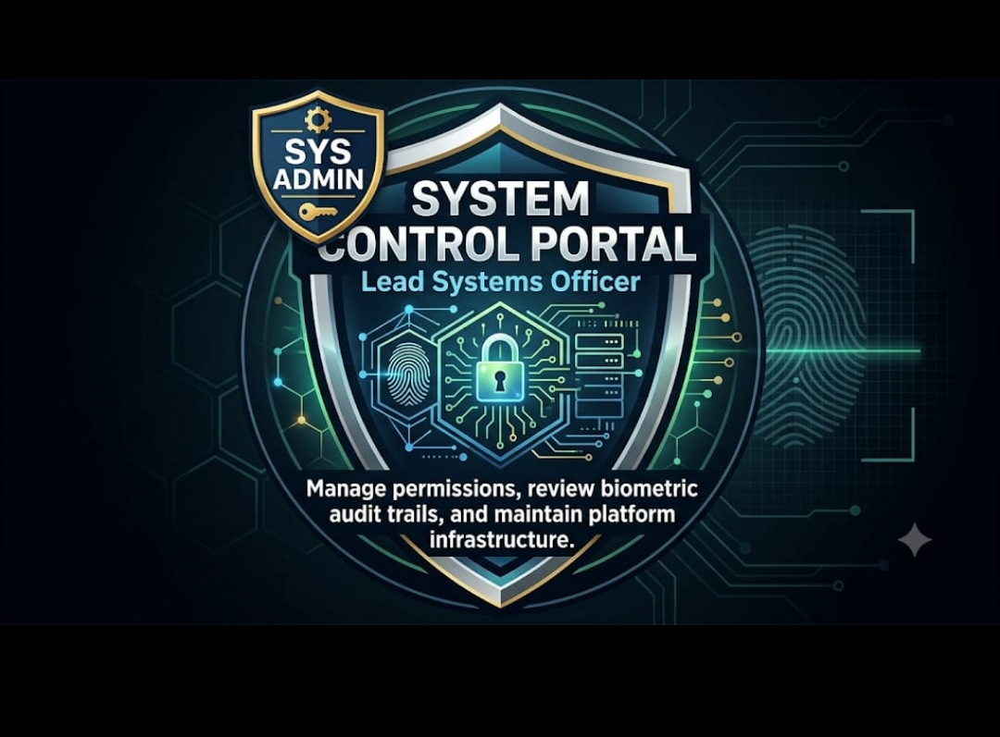 SYS
ADMIN
SYSTEM
CONTROL PORTAL
Lead Systems Officer
Manage permissions, review biometric
audit trails, and maintain platform
infrastructure.